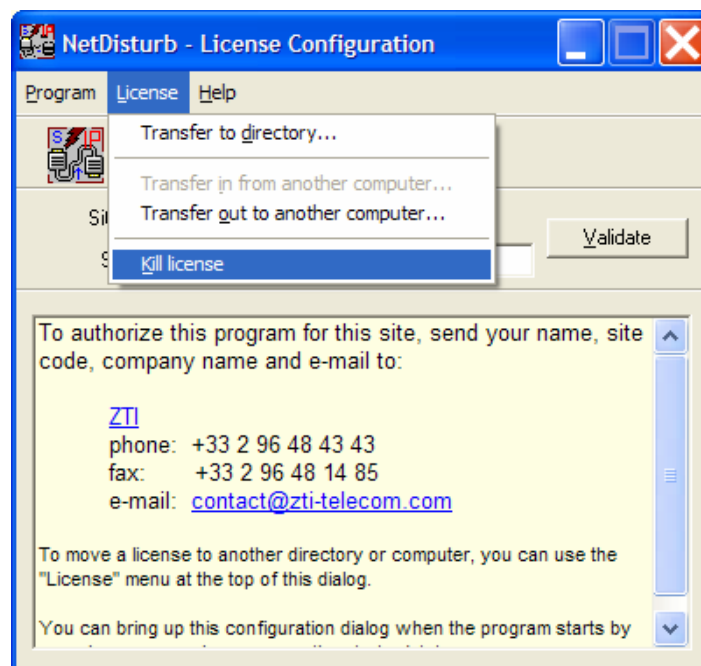 NetDisturb - License Configuration
Program License Help
Transfer to directory...
Transfer in from another computer...
Transfer out to another computer...
Kill license
Validate
To authorize this program for this site, send your name, site
code, company name and e-mail to:
ZTI
phone: +33 2 96 48 43 43
fax: +33 2 96 48 14 85
e-mail: contact@zti-telecom.com
To move a license to another directory or computer, you can use the
"License" menu at the top of this dialog.
You can bring up this configuration dialog when the program starts by